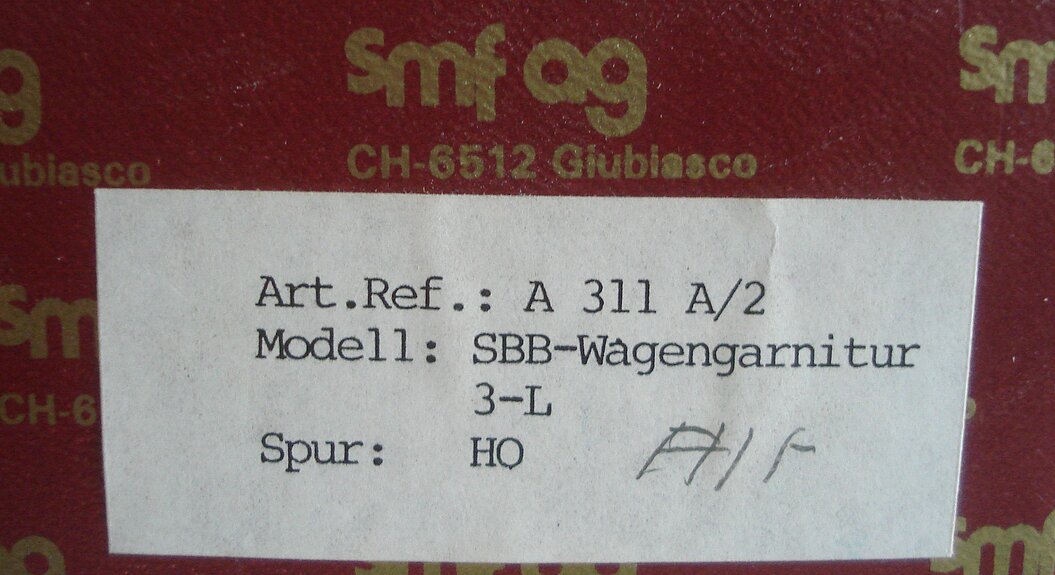 smf ag
CH-6512 Giubiasco
Art.Ref.: A 311 A/2
Modell: SBB-Wagengarnitur
3-L
Spur: HO